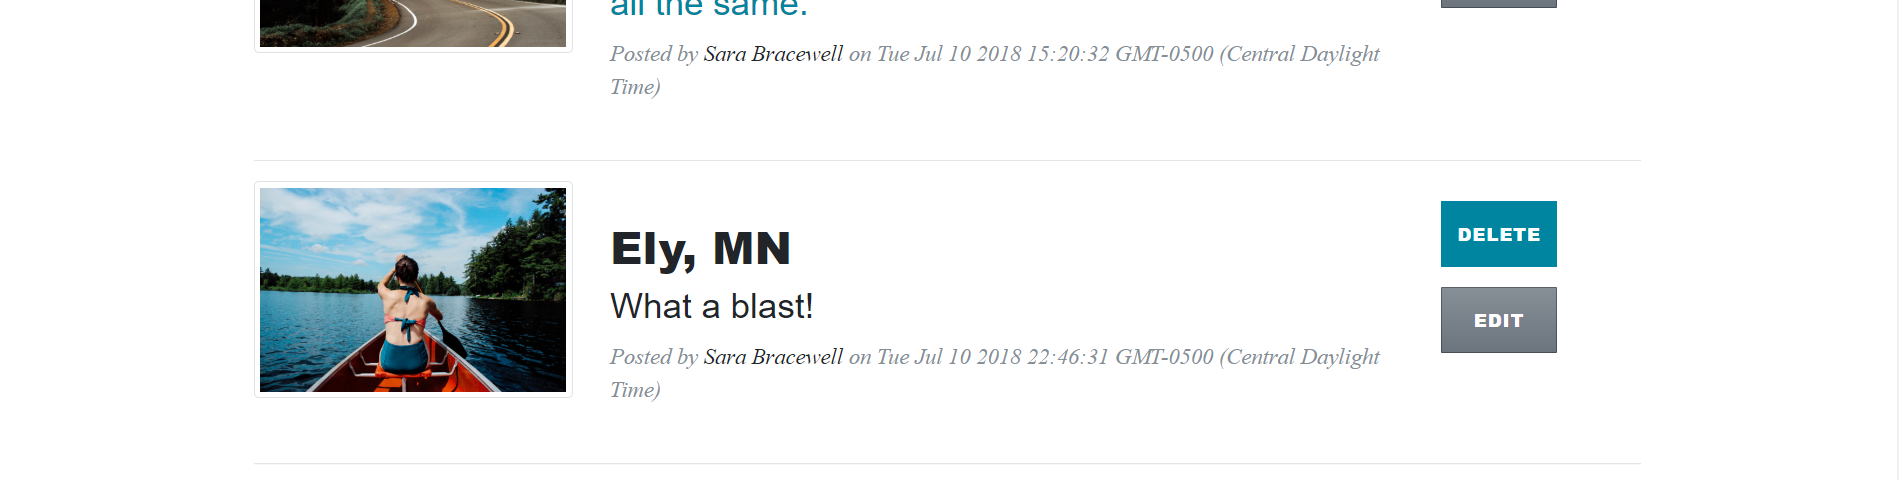 all the same.
Posted by Sara Bracewell on Tue Jul 10 2018 15:20:32 GMT-0500 (Central Daylight
Time)
Ely, MN
What a blast!
Posted by Sara Bracewell on Tue Jul 10 2018 22:46:31 GMT-0500 (Central Daylight
Time)
DELETE
EDIT